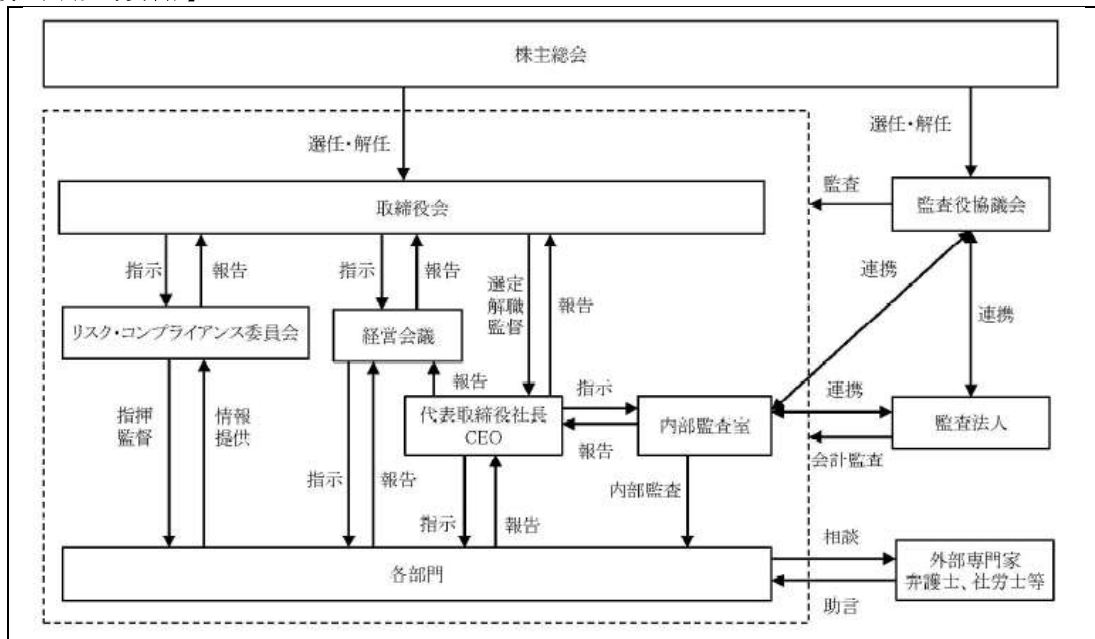 株主総会
選任・解任
選任・解任
監査
取締役会
監査役協議会
指示
報告
指示
報告
選定
解職
監督
報告
連携
連携
リスク・コンプライアンス委員会
経営会議
報告
指示
連携
指揮
監督
情報
提供
代表取締役社長
CEO
報告
内部監査室
監査法人
会計監査
指示
報告
指示
報告
内部監査
各部門
相談
助言
外部専門家
弁護士、社労士等